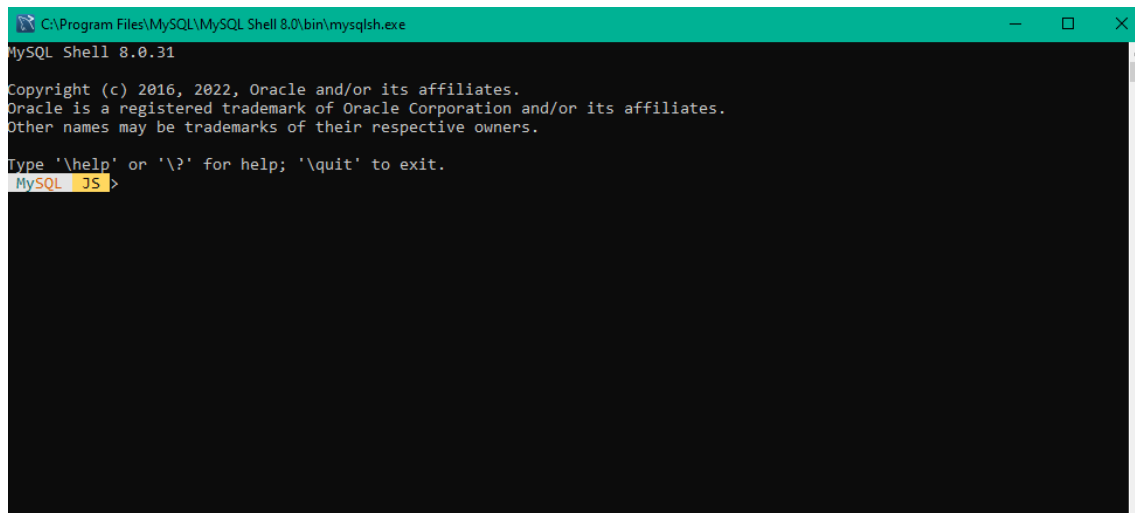 C:\Program Files\MySQL\MySQL Shell 8.0\bin\mysqlsh.exe
MySQL Shell 8.0.31
Copyright (c) 2016, 2022, Oracle and/or its affiliates.
Oracle is a registered trademark of Oracle Corporation and/or its affiliates.
Other names may be trademarks of their respective owners.
Type '\help' or '\?' for help; '\quit' to exit.
MySQL JS >